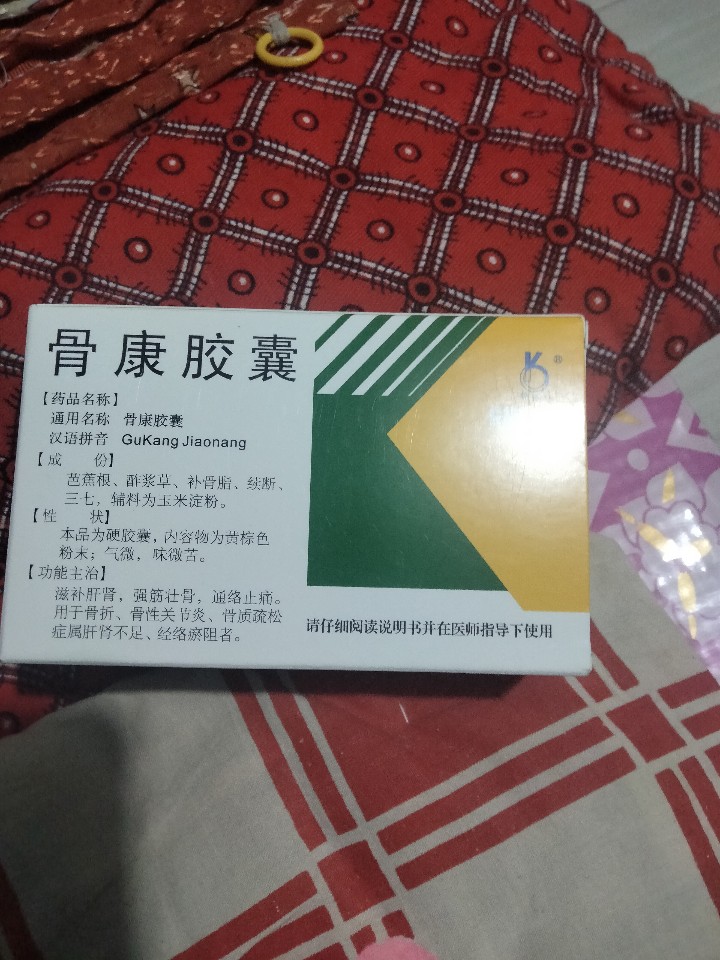 骨康胶囊
【药品名称】
通用名称 骨康胶囊
汉语拼音 GuKang Jiaonang
【成 份】
芭蕉根、酢浆草、补骨脂、续断、
三七，辅料为玉米淀粉。
【性 状】
本品为硬胶囊，内容物为黄棕色
粉末；气微，味微苦。
【功能主治】
滋补肝肾，强筋壮骨，通络止痛。
用于骨折、骨性关节炎、骨质疏松
症属肝肾不足、经络瘀阻者。
请仔细阅读说明书并在医师指导下使用